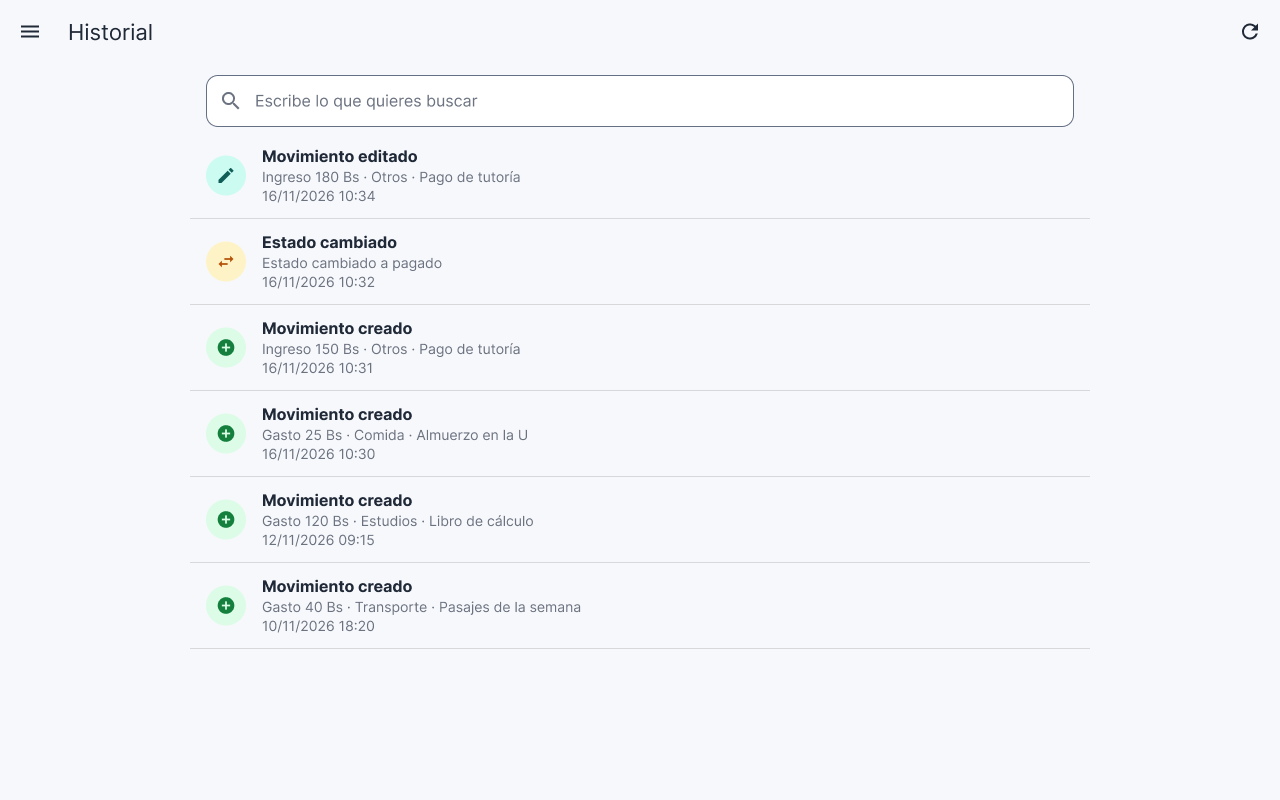 Historial
Escribe lo que quieres buscar
Movimiento editado
Ingreso 180 Bs · Otros · Pago de tutoría
16/11/2026 10:34
Estado cambiado
Estado cambiado a pagado
16/11/2026 10:32
Movimiento creado
Ingreso 150 Bs · Otros · Pago de tutoría
16/11/2026 10:31
Movimiento creado
Gasto 25 Bs · Comida · Almuerzo en la U
16/11/2026 10:30
Movimiento creado
Gasto 120 Bs · Estudios · Libro de cálculo
12/11/2026 09:15
Movimiento creado
Gasto 40 Bs · Transporte · Pasajes de la semana
10/11/2026 18:20